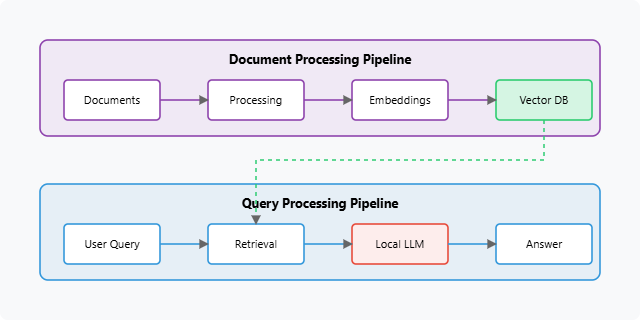 Document Processing Pipeline
Documents
Processing
Embeddings
Vector DB
Query Processing Pipeline
User Query
Retrieval
Local LLM
Answer